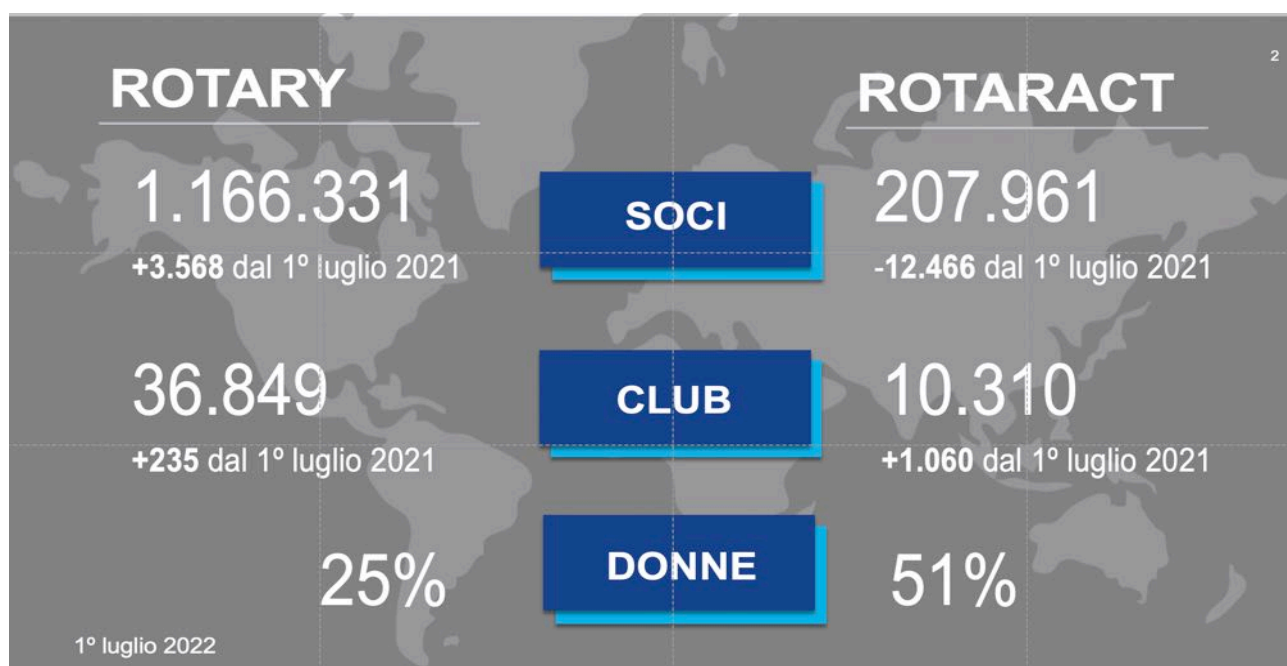 2
ROTARY
ROTARACT
1.166.331
SOCI
207.961
+3.568 dal 1º luglio 2021
-12.466 dal 1º luglio 2021
36.849
CLUB
10.310
+235 dal 1º luglio 2021
+1.060 dal 1º luglio 2021
25%
DONNE
51%
1º luglio 2022